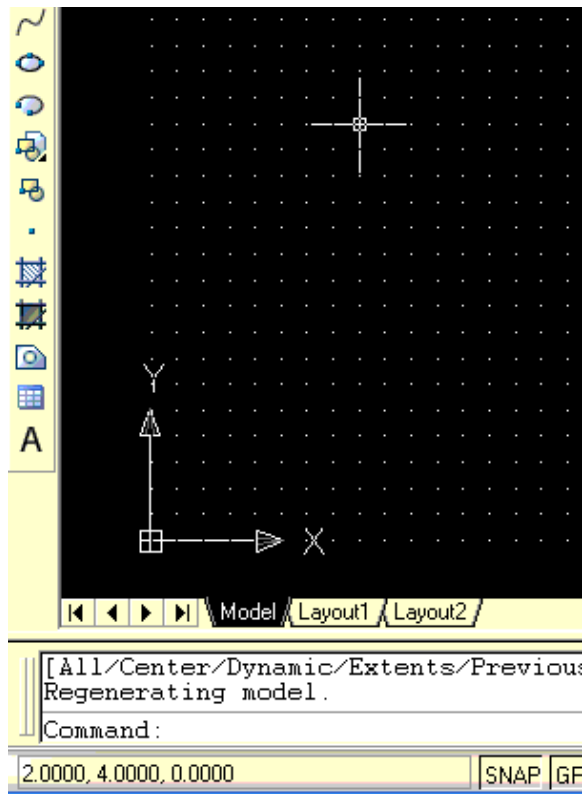 A
Y
X
Model Layout1 Layout2
[All/Center/Dynamic/Extents/Previous
Regenerating model.
Command:
2.0000, 4.0000, 0.0000 SNAP